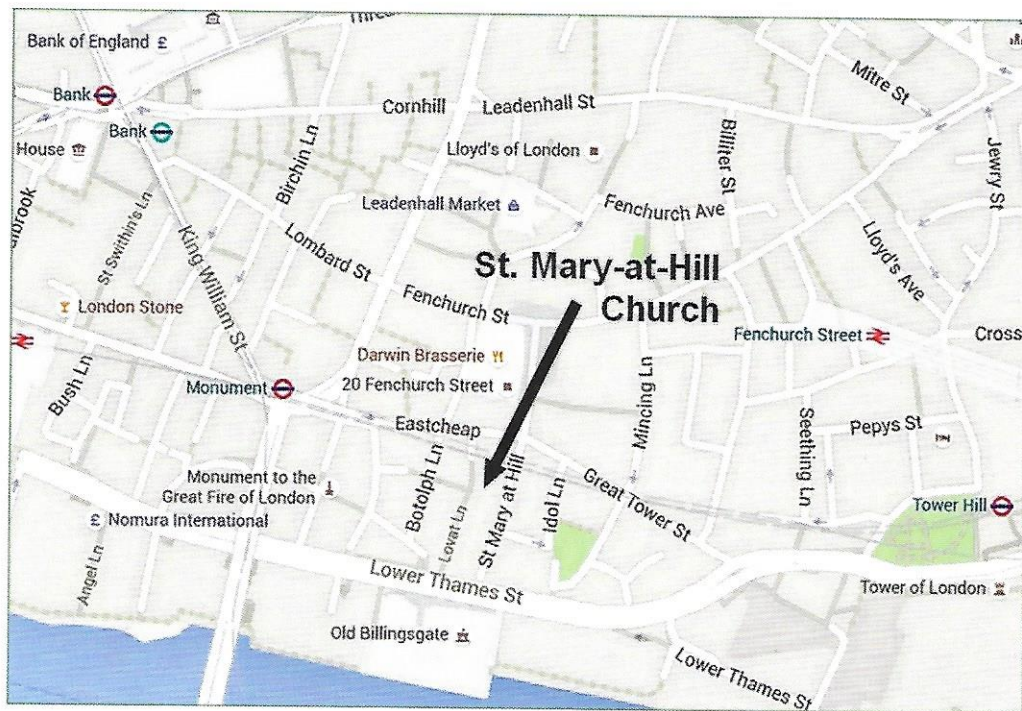 Bank of England £
Bank
Bank
House
Cornhill
Leadenhall St
Mitre St
Birchin Ln
Lloyd's of London
Billiter St
Jewry St
Leadenhall Market
Fenchurch Ave
St Swithin's Ln
King William St
Lombard St
St. Mary-at-Hill
Church
Lloyd's Ave
Fenchurch St
London Stone
Fenchurch Street
Cross
Darwin Brasserie
20 Fenchurch Street
Bush Ln
Monument
Eastcheap
Mincing Ln
Seething Ln
Pepys St
Botolph Ln
Lovat Ln
St Mary at Hill
Idol Ln
Great Tower St
Monument to the
Great Fire of London
£ Nomura International
Tower Hill
Angel Ln
Lower Thames St
Tower of London
Old Billingsgate
Lower Thames St